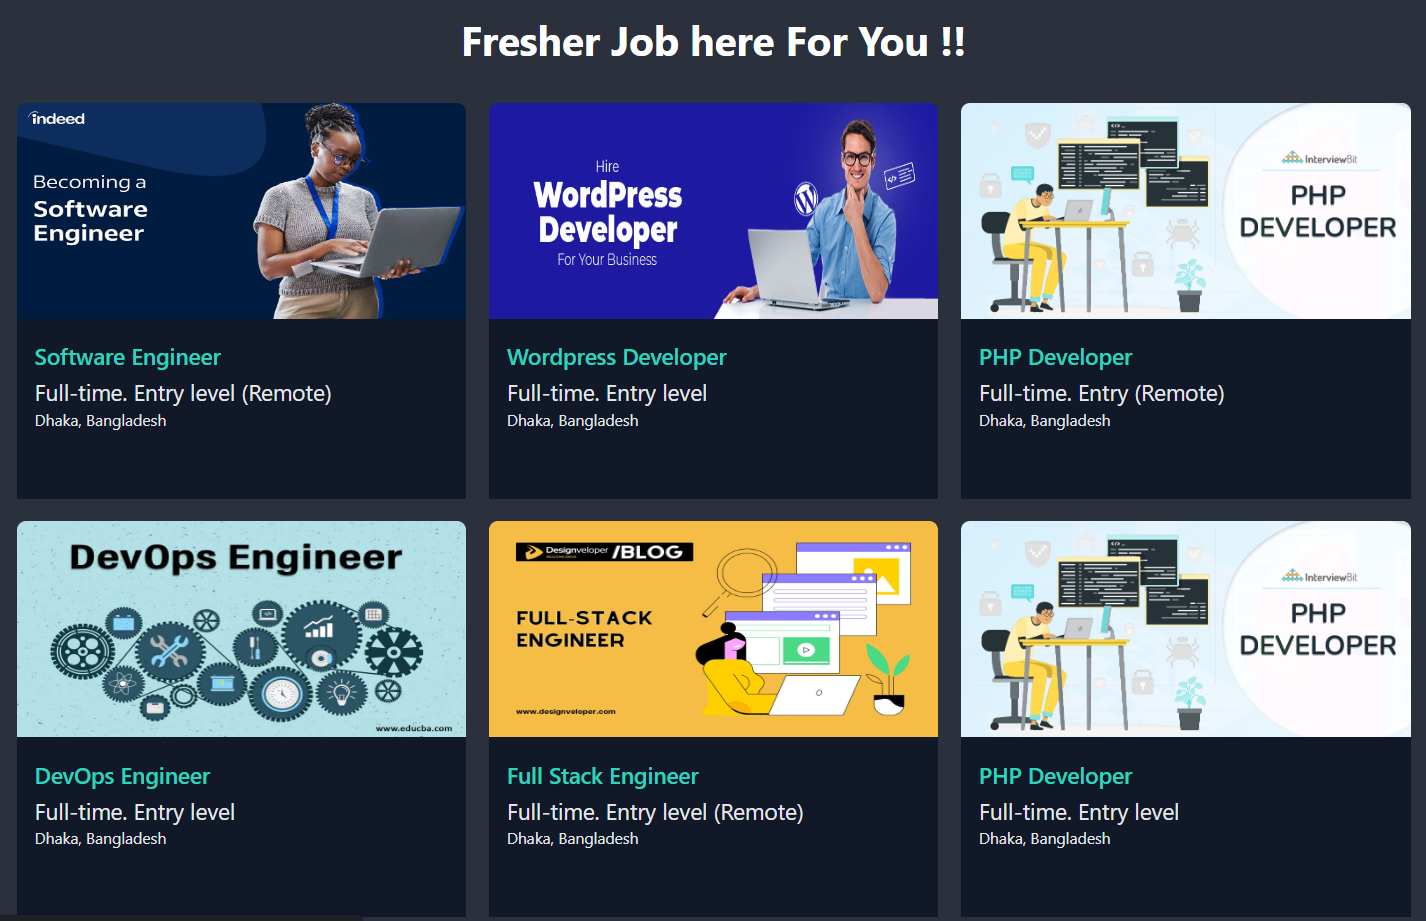 Fresher Job here For You !!
indeed
Becoming a
Software
Engineer
Software Engineer
Full-time. Entry level (Remote)
Dhaka, Bangladesh
Hire
WordPress
Developer
For Your Business
Wordpress Developer
Full-time. Entry level
Dhaka, Bangladesh
InterviewBit
PHP
DEVELOPER
PHP Developer
Full-time. Entry (Remote)
Dhaka, Bangladesh
DevOps Engineer
www.educba.com
DevOps Engineer
Full-time. Entry level
Dhaka, Bangladesh
Designveloper /BLOG
FULL-STACK
ENGINEER
www.designveloper.com
Full Stack Engineer
Full-time. Entry level (Remote)
Dhaka, Bangladesh
InterviewBit
PHP
DEVELOPER
PHP Developer
Full-time. Entry level
Dhaka, Bangladesh